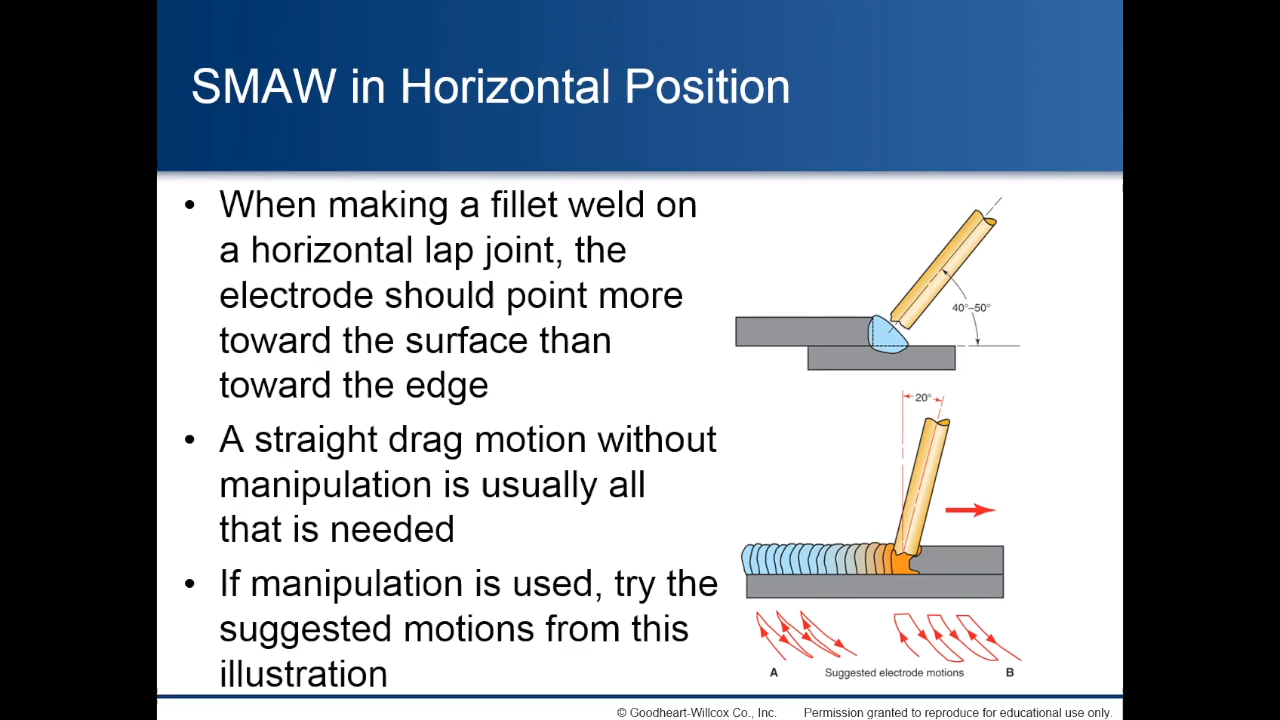 SMAW in Horizontal Position
• When making a fillet weld on
a horizontal lap joint, the
electrode should point more
toward the surface than
toward the edge
• A straight drag motion without
manipulation is usually all
that is needed
• If manipulation is used, try the
suggested motions from this
illustration
40°–50°
20°
A Suggested electrode motions B
© Goodheart-Willcox Co., Inc. Permission granted to reproduce for educational use only.